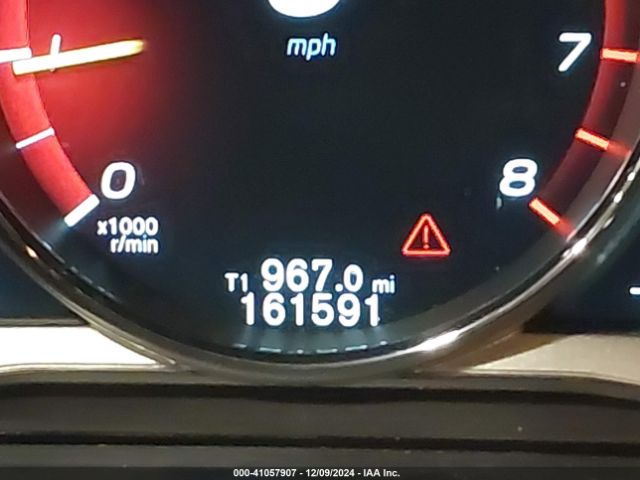 mph
7
0
8
x1000
r/min
T1 967.0 mi
161591
000-41057907 - 12/09/2024 - IAA Inc.